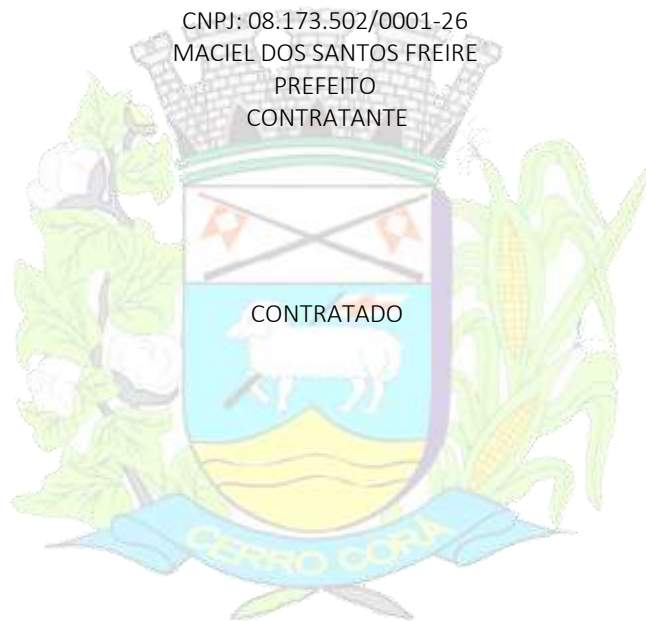 CNPJ: 08.173.502/0001-26
MACIEL DOS SANTOS FREIRE
PREFEITO
CONTRATANTE
CONTRATADO
CERRO CORÁ